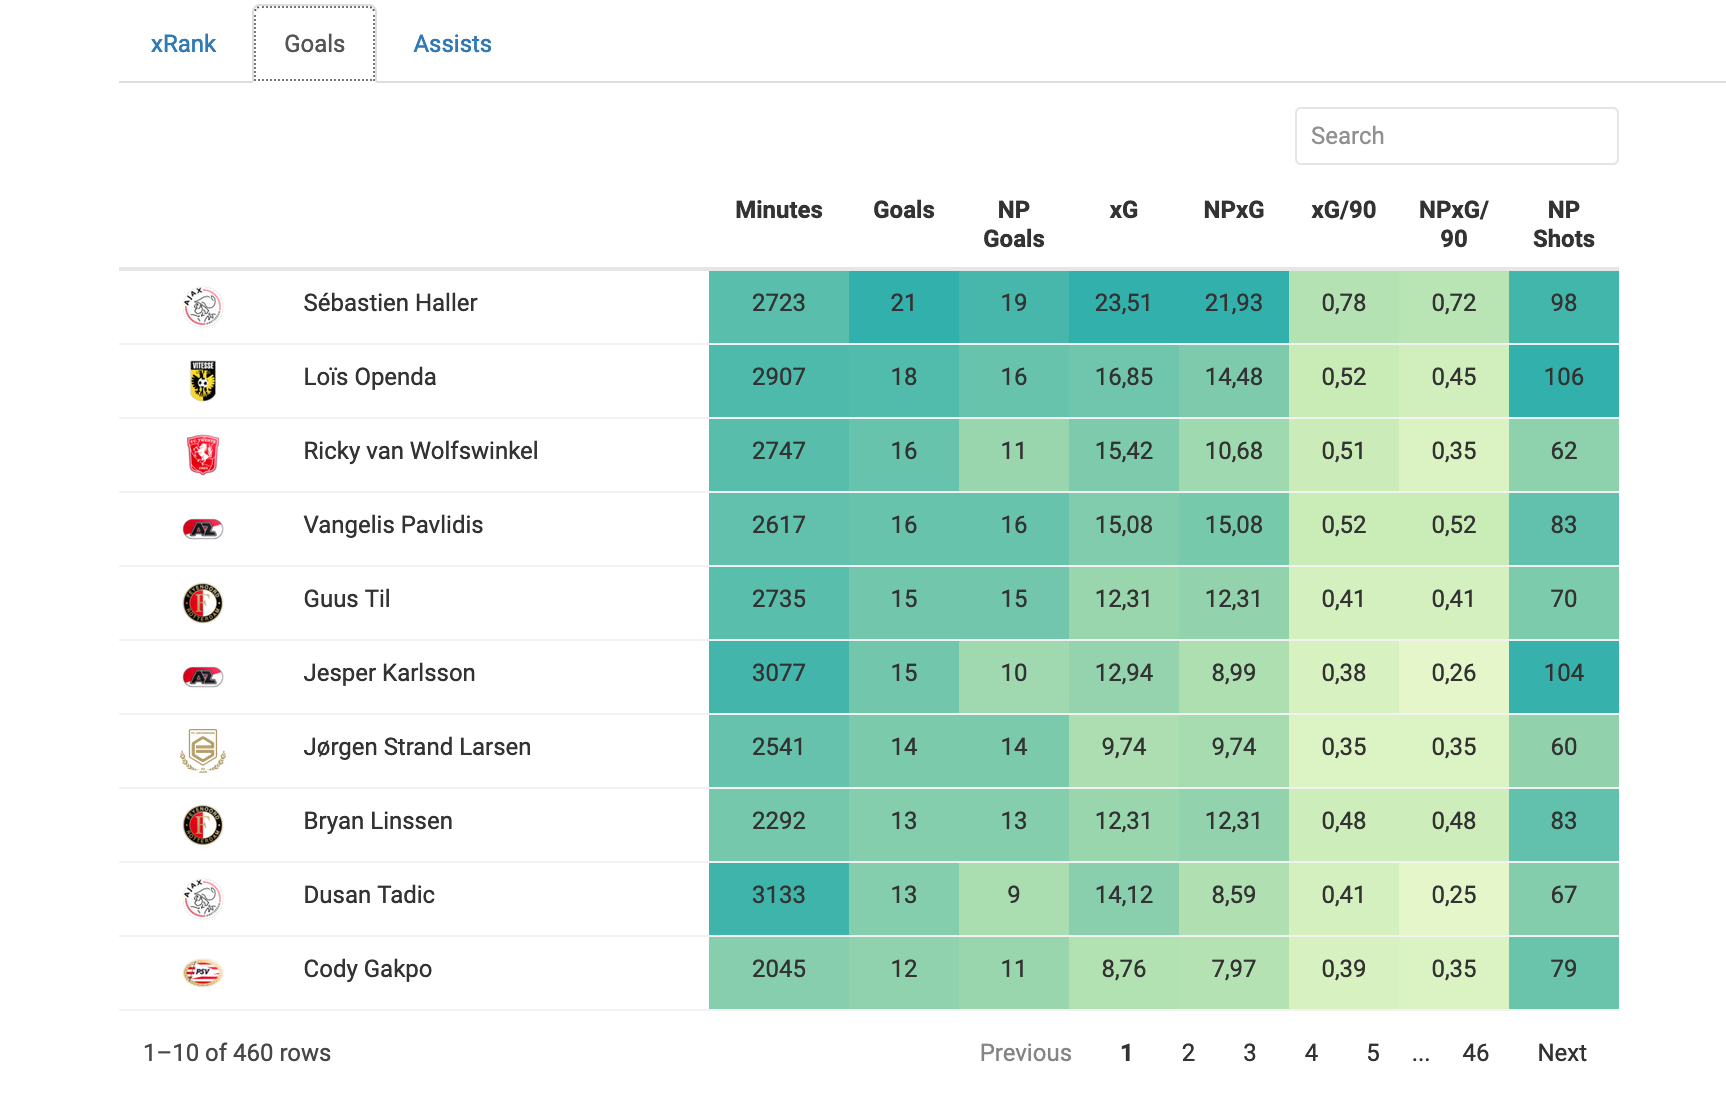 xRank Goals Assists
Search
Minutes Goals NP Goals xG NPxG xG/90 NPxG/90 NP Shots
AJAX Sébastien Haller 2723 21 19 23,51 21,93 0,78 0,72 98
VITESSE Loïs Openda 2907 18 16 16,85 14,48 0,52 0,45 106
Ricky van Wolfswinkel 2747 16 11 15,42 10,68 0,51 0,35 62
AZ Vangelis Pavlidis 2617 16 16 15,08 15,08 0,52 0,52 83
FEYENOORD ROTTERDAM F Guus Til 2735 15 15 12,31 12,31 0,41 0,41 70
AZ Jesper Karlsson 3077 15 10 12,94 8,99 0,38 0,26 104
Jørgen Strand Larsen 2541 14 14 9,74 9,74 0,35 0,35 60
FEYENOORD ROTTERDAM F Bryan Linssen 2292 13 13 12,31 12,31 0,48 0,48 83
AJAX Dusan Tadic 3133 13 9 14,12 8,59 0,41 0,25 67
PSV Cody Gakpo 2045 12 11 8,76 7,97 0,39 0,35 79
1–10 of 460 rows Previous 1 2 3 4 5 ... 46 Next